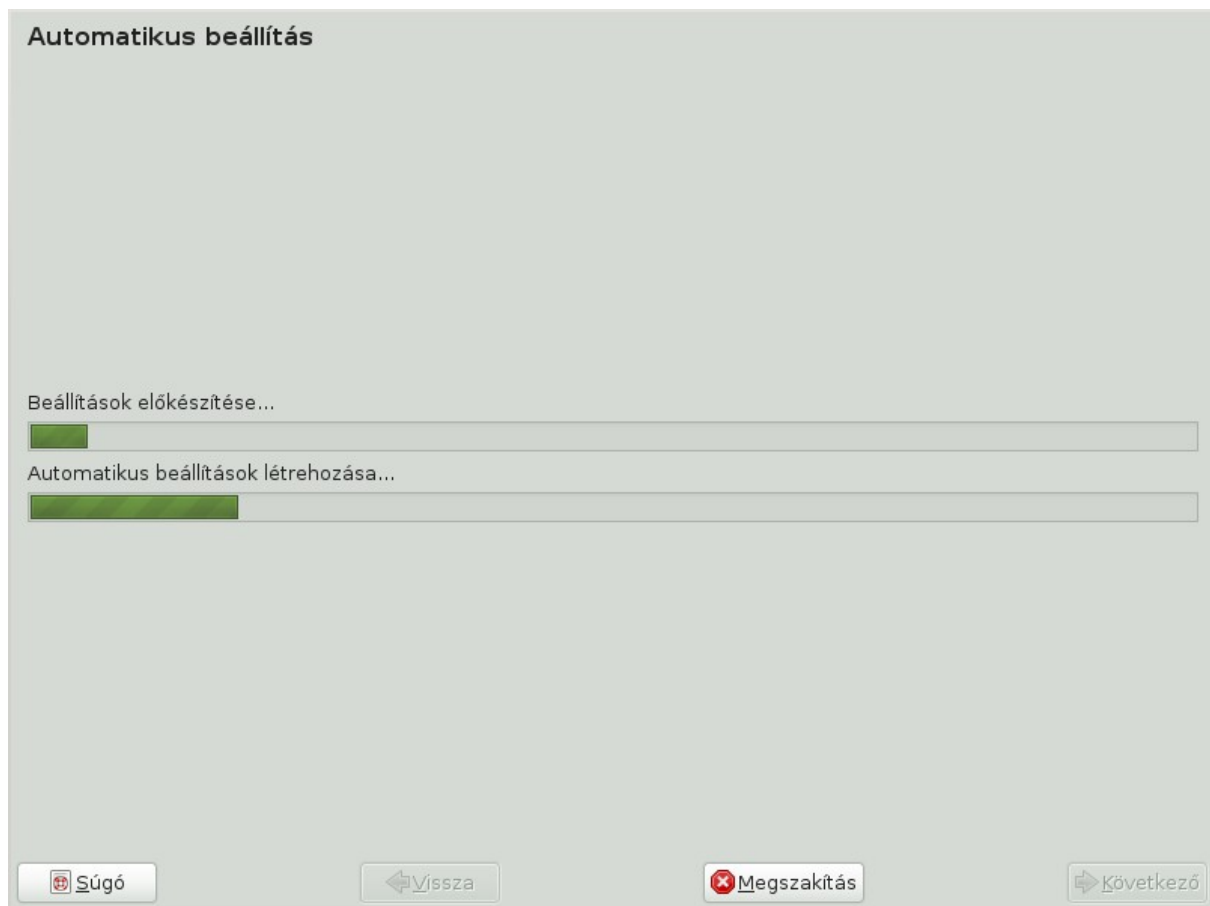 Automatikus beállítás
Beállítások előkészítése...
Automatikus beállítások létrehozása...
Súgó
Vissza
Megszakítás
Következő